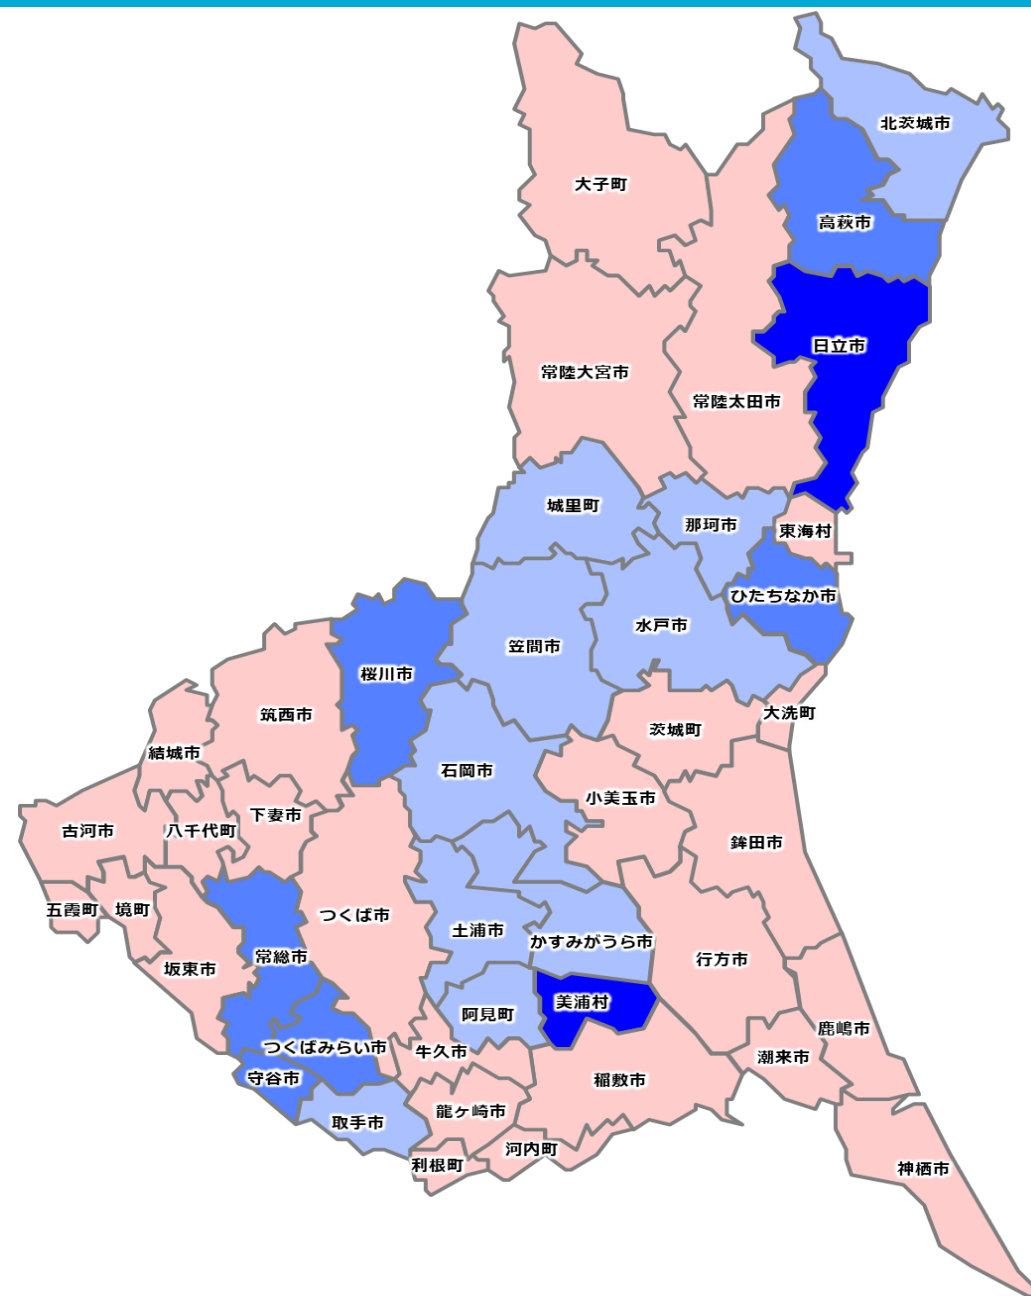 北茨城市
大子町
高萩市
日立市
常陸大宮市
常陸太田市
城里町
那珂市
東海村
ひたちなか市
水戸市
笠間市
桜川市
筑西市
大洗町
茨城町
結城市
石岡市
小美玉市
下妻市
古河市
八千代町
鉾田市
五霞町
境町
つくば市
土浦市
かすみがうら市
常総市
行方市
坂東市
美浦村
阿見町
鹿嶋市
つくばみらい市
牛久市
潮来市
守谷市
稲敷市
龍ヶ崎市
取手市
河内町
利根町
神栖市